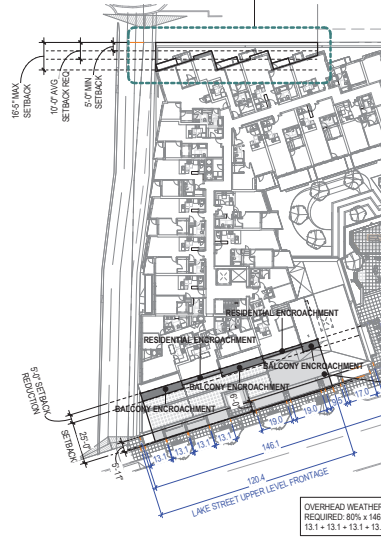 16'-5" MAX
SETBACK
10'-0" AVG
SETBACK REQ
5'-0" MIN
SETBACK
RESIDENTIAL ENCROACHMENT
RESIDENTIAL ENCROACHMENT
BALCONY ENCROACHMENT
BALCONY ENCROACHMENT
BALCONY ENCROACHMENT
5'-0" SETBACK
REDUCTION
25'-0"
SETBACK
5'-11"
13.1
13.1
13.1
13.1
19.0
19.0
17.0
146.1
120.4
LAKE STREET UPPER LEVEL FRONTAGE
OVERHEAD WEATHER
REQUIRED: 80% x 146
13.1 + 13.1 + 13.1 + 13.